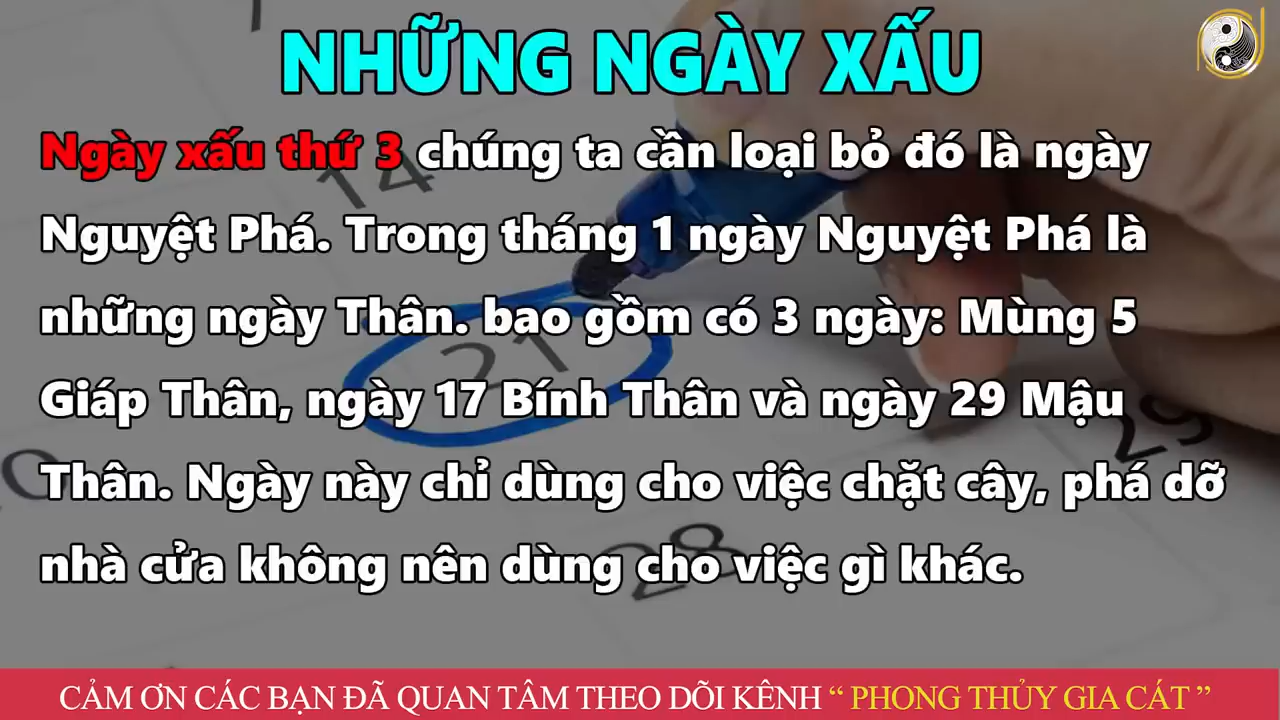 NHỮNG NGÀY XẤU
Ngày xấu thứ 3 chúng ta cần loại bỏ đó là ngày
Nguyệt Phá. Trong tháng 1 ngày Nguyệt Phá là
những ngày Thân. bao gồm có 3 ngày: Mùng 5
Giáp Thân, ngày 17 Bính Thân và ngày 29 Mậu
Thân. Ngày này chỉ dùng cho việc chặt cây, phá dỡ
nhà cửa không nên dùng cho việc gì khác.
14
21
29
28
CẢM ƠN CÁC BẠN ĐÃ QUAN TÂM THEO DÕI KÊNH “ PHONG THỦY GIA CÁT ”